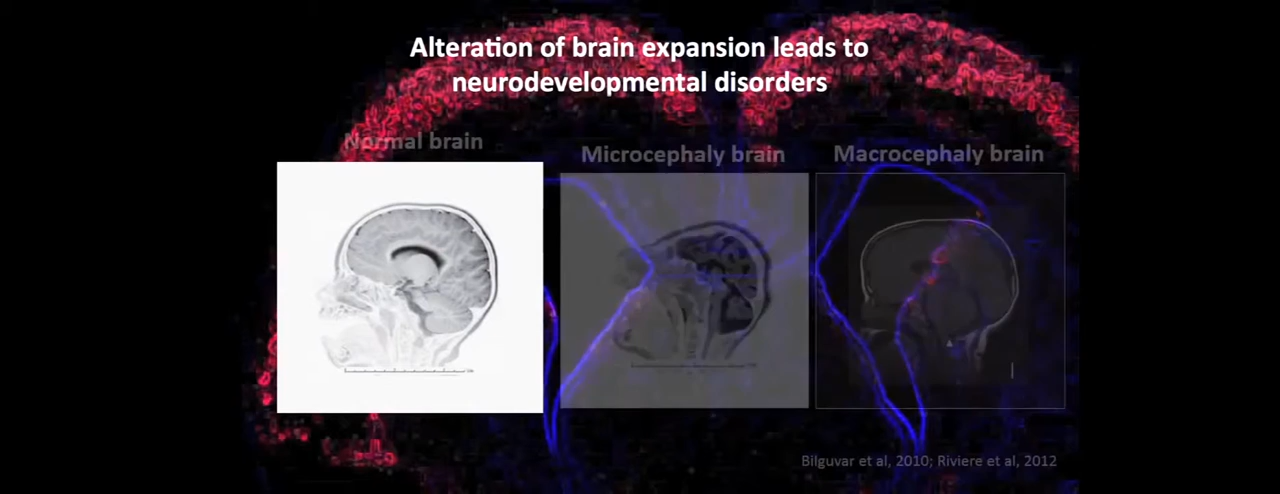 Alteration of brain expansion leads to
neurodevelopmental disorders
Normal brain
Microcephaly brain
Macrocephaly brain
Bilguvar et al, 2010; Riviere et al, 2012